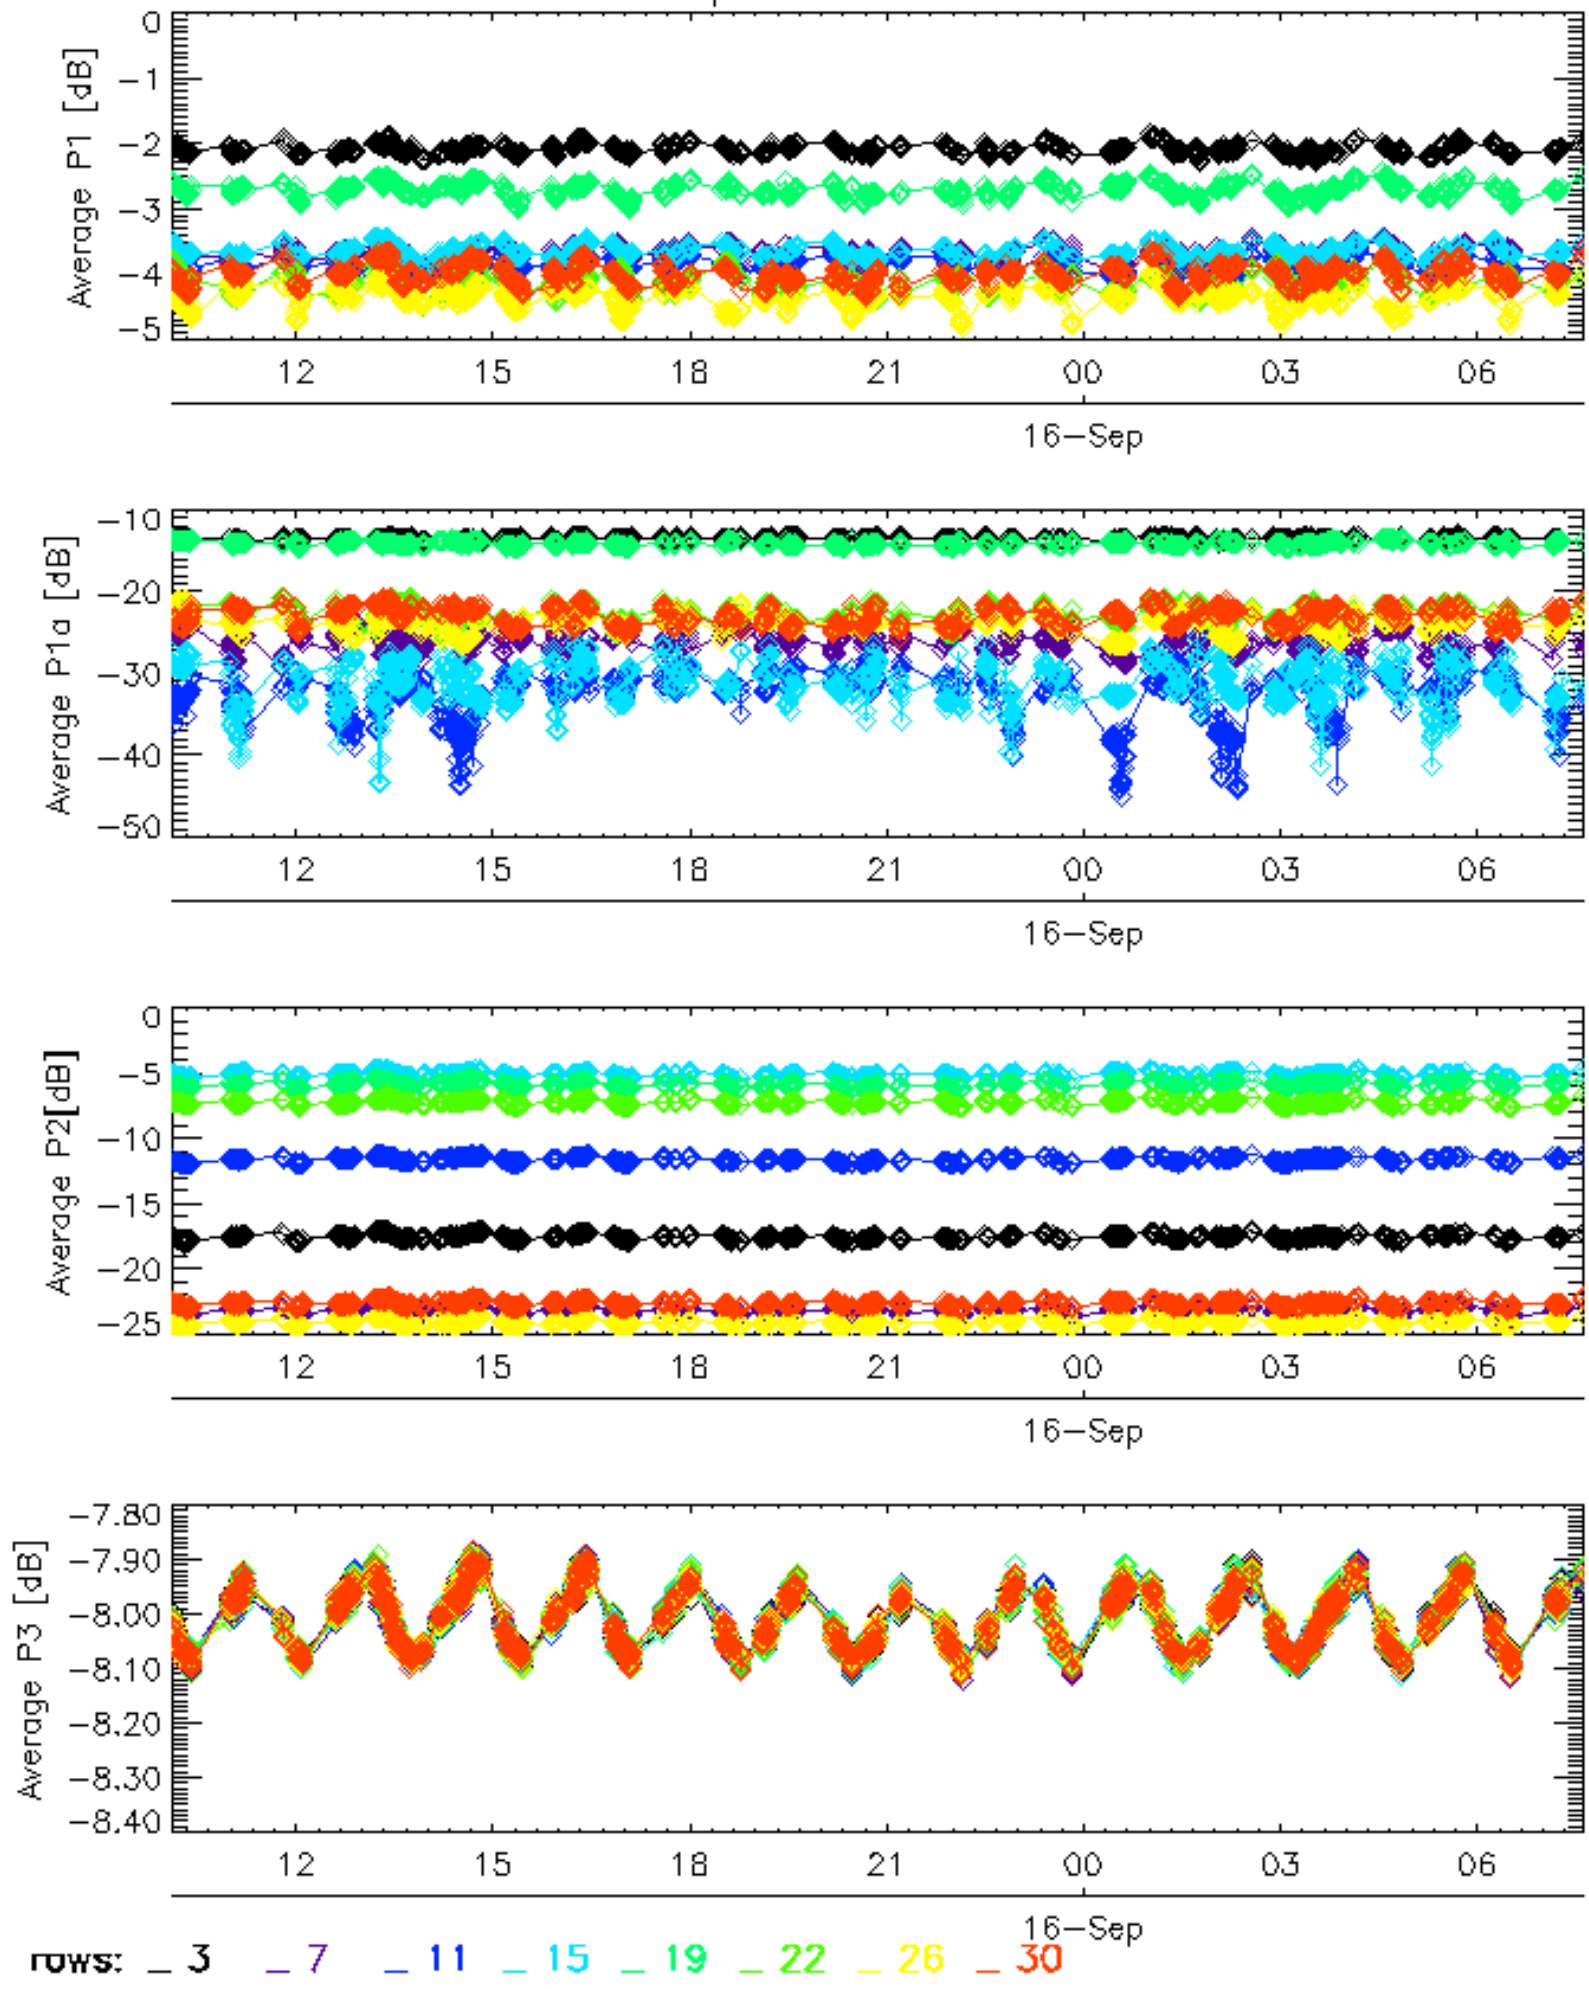 0
-1
-2
-3
-4
-5
Average P1 [dB]
12 15 18 21 00 03 06
16-Sep
-10
-20
-30
-40
-50
Average P1a [dB]
12 15 18 21 00 03 06
16-Sep
0
-5
-10
-15
-20
-25
Average P2[dB]
12 15 18 21 00 03 06
16-Sep
-7.80
-7.90
-8.00
-8.10
-8.20
-8.30
-8.40
Average P3 [dB]
12 15 18 21 00 03 06
16-Sep
rows: _ 3 _ 7 _ 11 _ 15 _ 19 _ 22 _ 26 _ 30